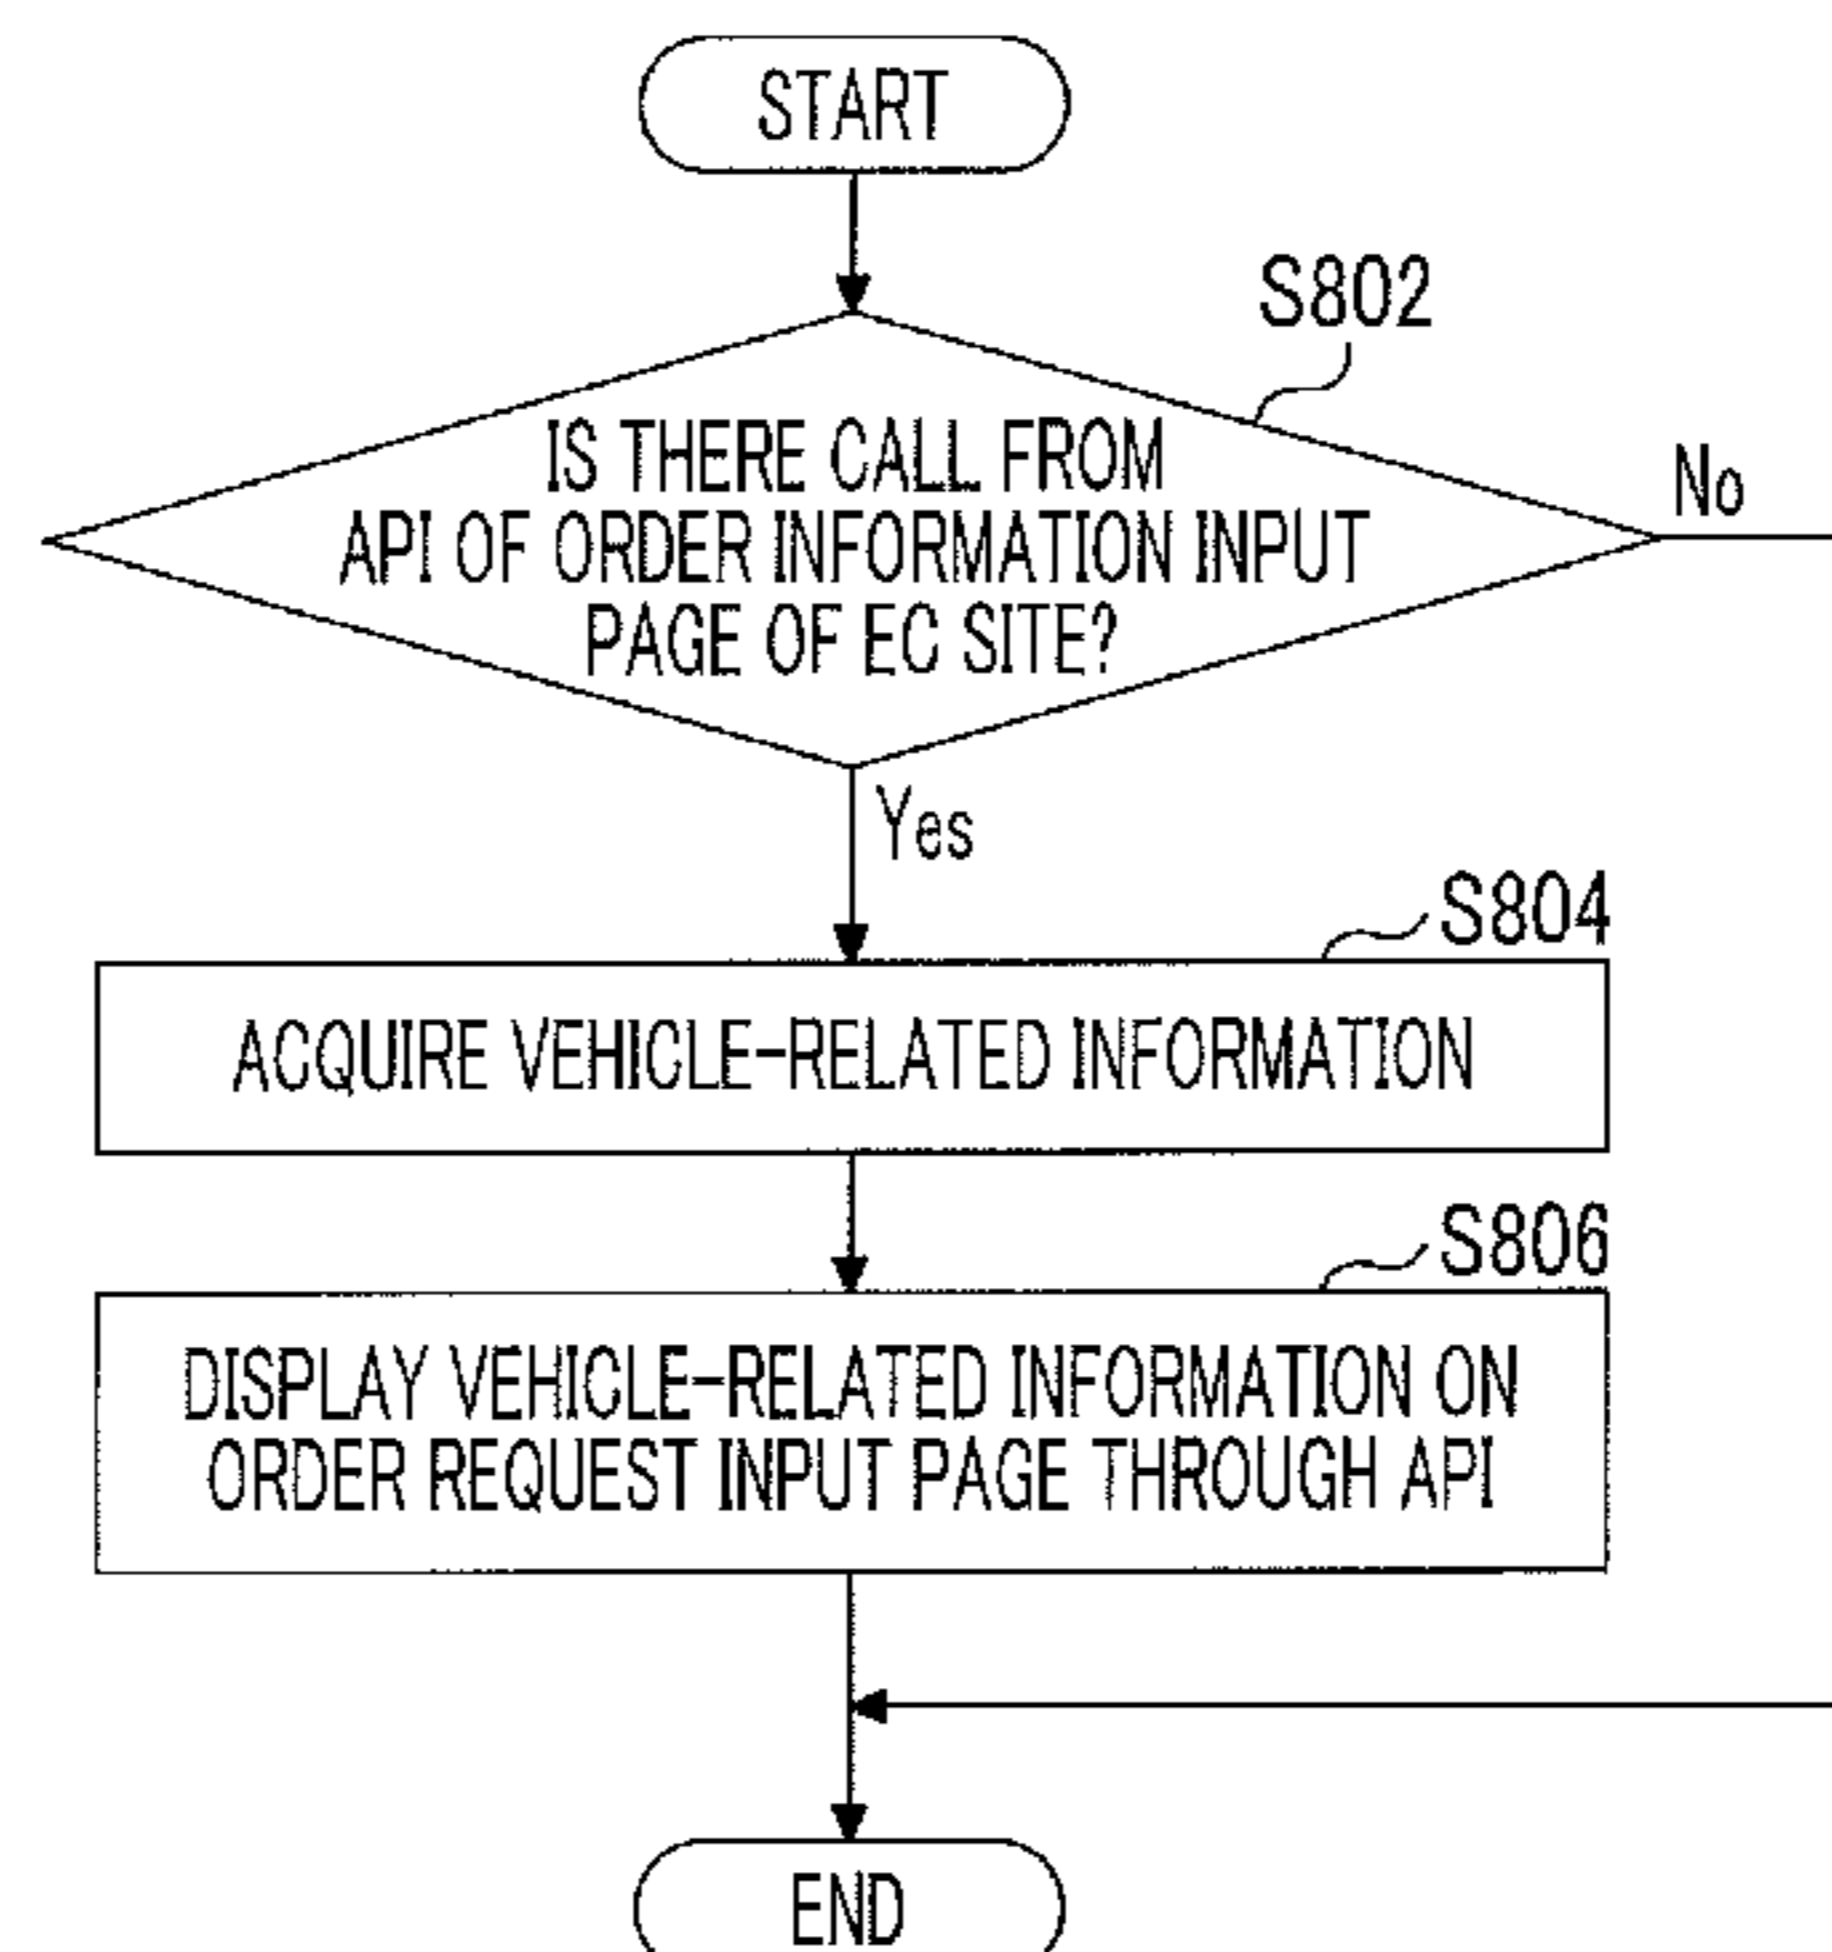 START
S802
IS THERE CALL FROM
API OF ORDER INFORMATION INPUT
PAGE OF EC SITE?
No
Yes
S804
ACQUIRE VEHICLE-RELATED INFORMATION
S806
DISPLAY VEHICLE-RELATED INFORMATION ON
ORDER REQUEST INPUT PAGE THROUGH API
END